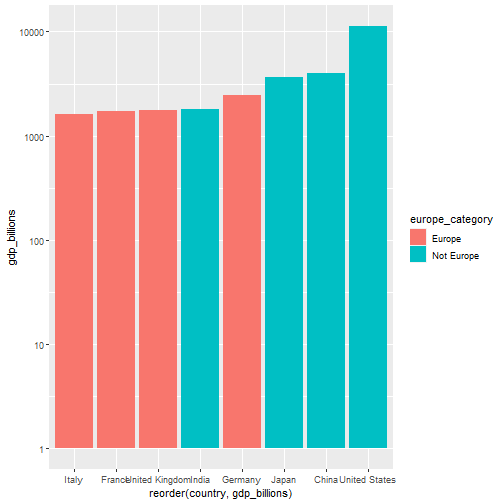 gdp_billions
10000
1000
100
10
1
Italy France United Kingdom India Germany Japan China United States
reorder(country, gdp_billions)
europe_category
Europe
Not Europe